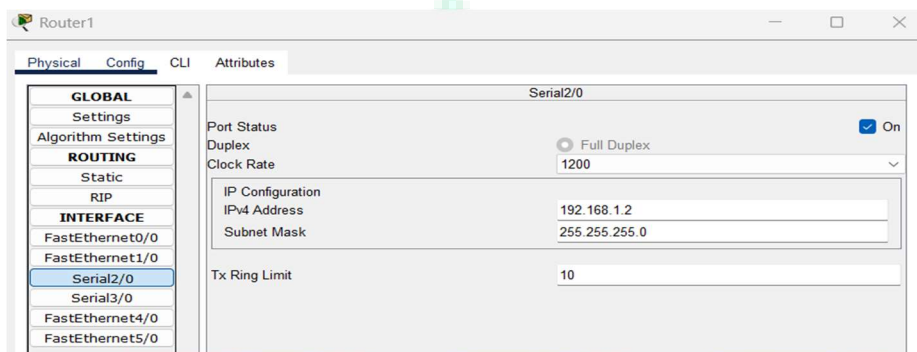 Router1
Physical Config CLI Attributes
GLOBAL
Settings
Algorithm Settings
ROUTING
Static
RIP
INTERFACE
FastEthernet0/0
FastEthernet1/0
Serial2/0
Serial3/0
FastEthernet4/0
FastEthernet5/0
Serial2/0
Port Status On
Duplex Full Duplex
Clock Rate 1200
IP Configuration
IPv4 Address 192.168.1.2
Subnet Mask 255.255.255.0
Tx Ring Limit 10